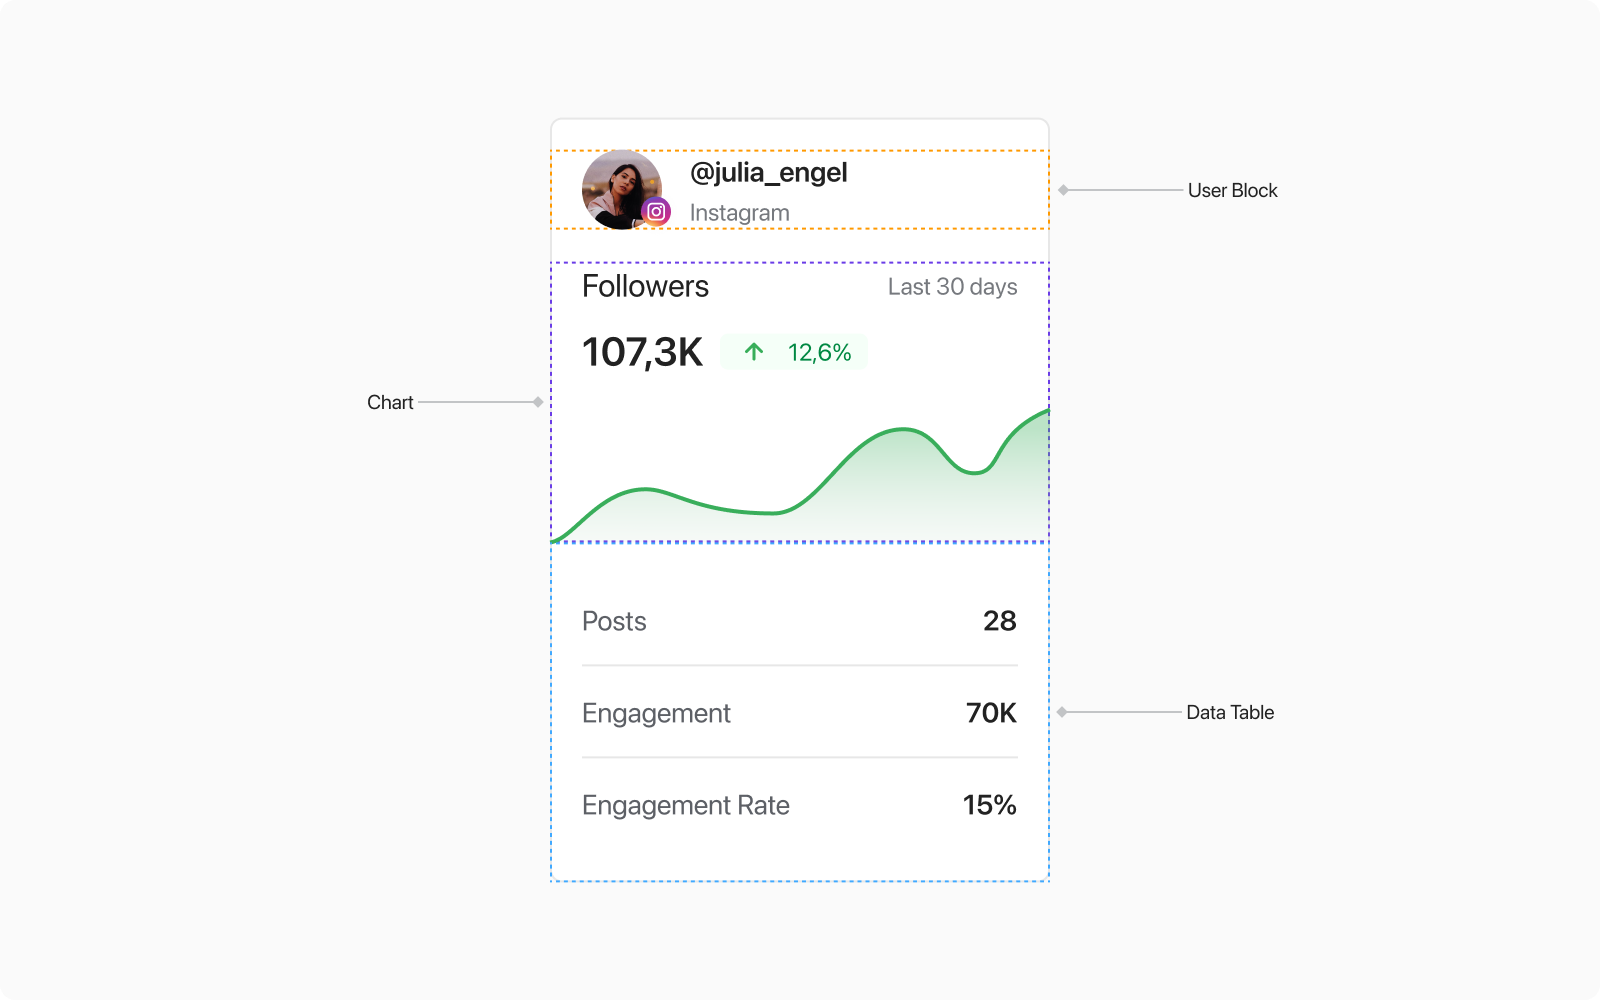 @julia_engel
Instagram
User Block
Followers
Last 30 days
107,3K
12,6%
Chart
Posts
28
Engagement
70K
Data Table
Engagement Rate
15%